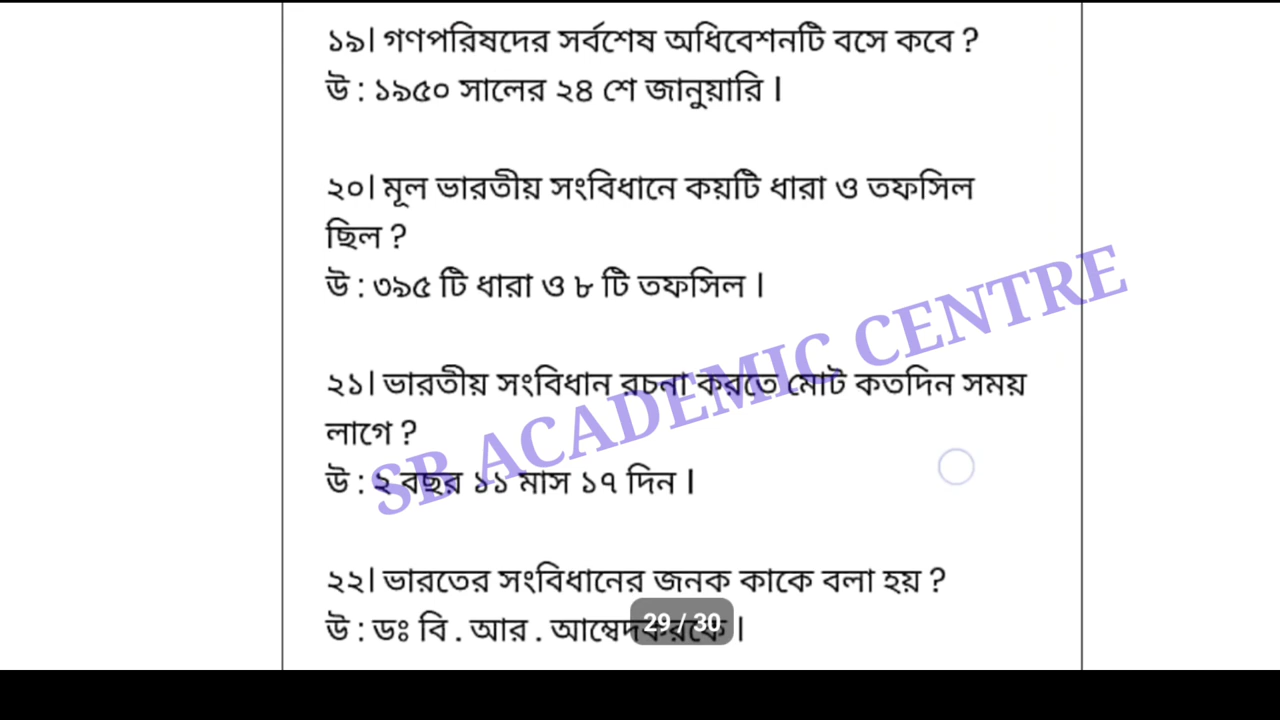 ১৯। গণপরিষদের সর্বশেষ অধিবেশনটি বসে কবে ?
উ : ১৯৫০ সালের ২৪ শে জানুয়ারি ।
২০। মূল ভারতীয় সংবিধানে কয়টি ধারা ও তফসিল
ছিল ?
উ : ৩৯৫ টি ধারা ও ৮ টি তফসিল ।
২১। ভারতীয় সংবিধান রচনা করতে মোট কতদিন সময়
লাগে ?
উ : ২ বছর ১১ মাস ১৭ দিন ।
২২। ভারতের সংবিধানের জনক কাকে বলা হয় ?
উ : ডঃ বি . আর . আম্বেদকরকে ।
SB ACADEMIC CENTRE
29 / 30